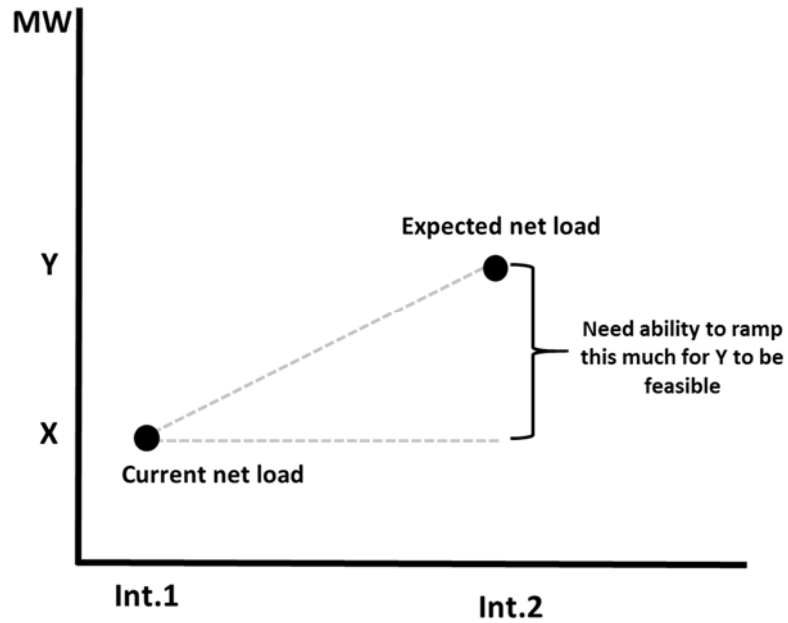 MW
Expected net load
Y
Need ability to ramp
this much for Y to be
feasible
X
Current net load
Int.1
Int.2